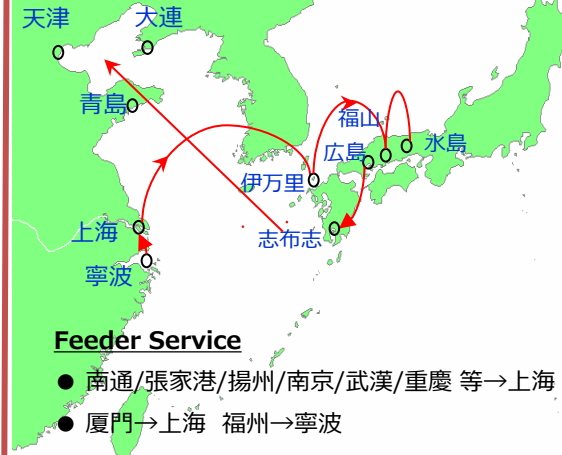 天津
大連
青島
福山
広島
水島
伊万里
上海
志布志
寧波
Feeder Service
● 南通/張家港/揚州/南京/武漢/重慶 等→上海
● 厦門→上海 福州→寧波